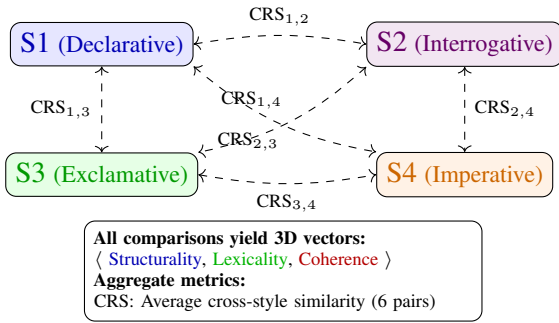 CRS1,2
S1 (Declarative)
S2 (Interrogative)
CRS1,3
CRS1,4
CRS2,4
CRS2,3
S3 (Exclamative)
S4 (Imperative)
CRS3,4
All comparisons yield 3D vectors:
⟨ Structurality, Lexicality, Coherence ⟩
Aggregate metrics:
CRS: Average cross-style similarity (6 pairs)